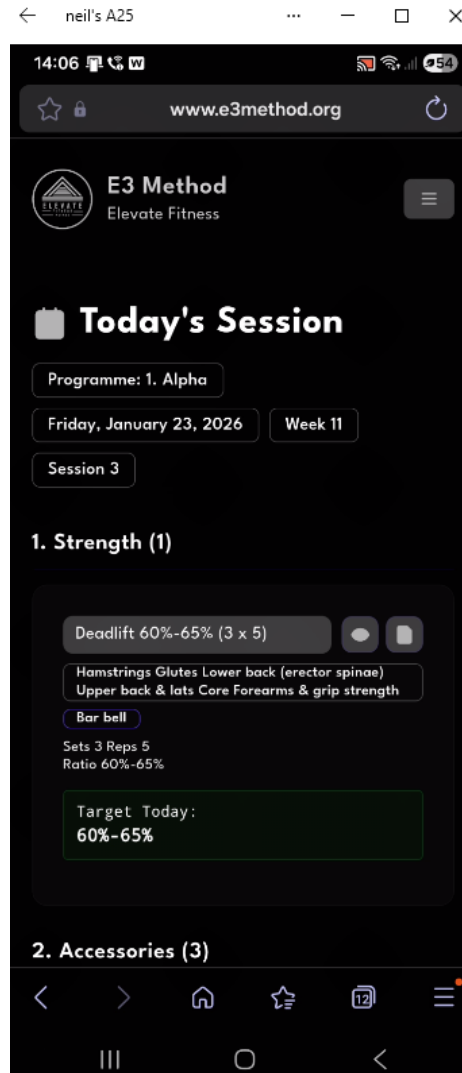 neil's A25
14:06
54
www.e3method.org
ELEVATE
E3 Method
Elevate Fitness
Today's Session
Programme: 1. Alpha
Friday, January 23, 2026
Week 11
Session 3
1. Strength (1)
Deadlift 60%-65% (3 x 5)
Hamstrings Glutes Lower back (erector spinae)
Upper back & lats Core Forearms & grip strength
Bar bell
Sets 3 Reps 5
Ratio 60%-65%
Target Today:
60%-65%
2. Accessories (3)
12